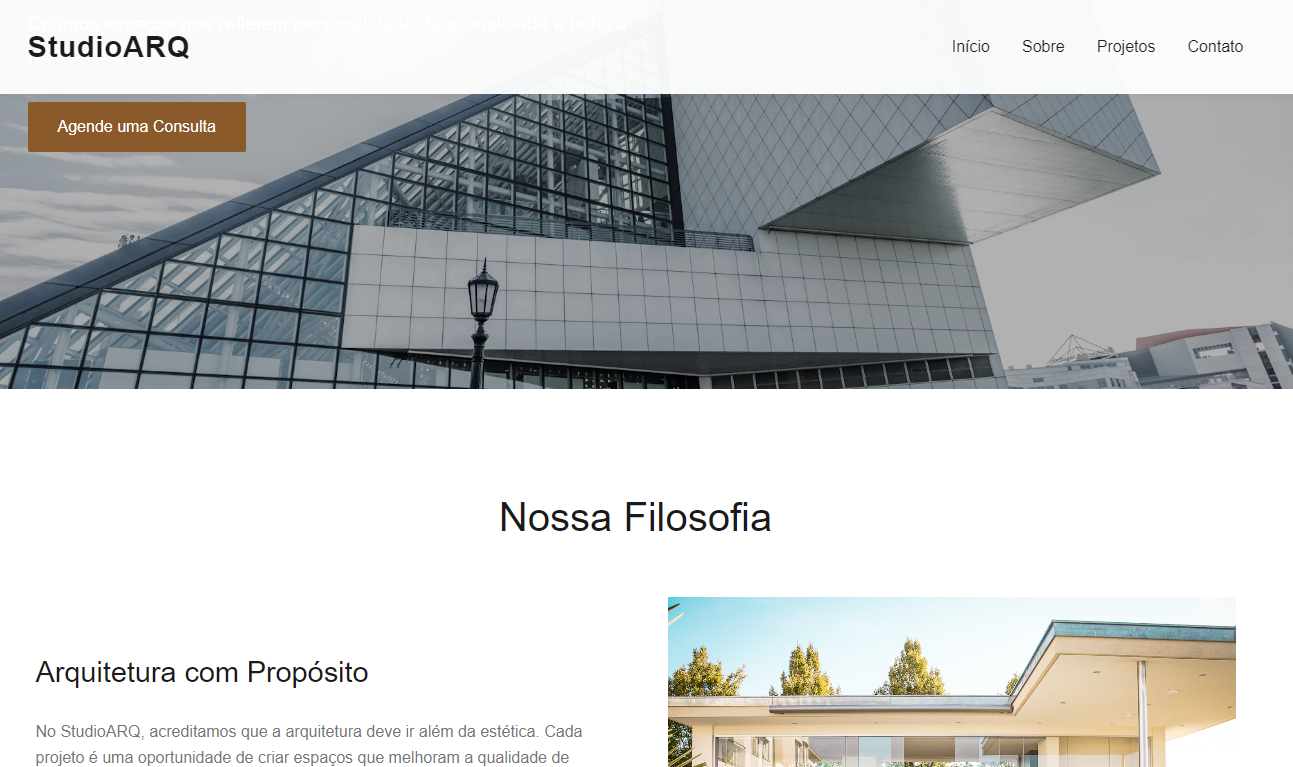 Criamos espaços que refletem personalidade, funcionalidade e beleza
StudioARQ
Início
Sobre
Projetos
Contato
Agende uma Consulta
Nossa Filosofia
Arquitetura com Propósito
No StudioARQ, acreditamos que a arquitetura deve ir além da estética. Cada
projeto é uma oportunidade de criar espaços que melhoram a qualidade de